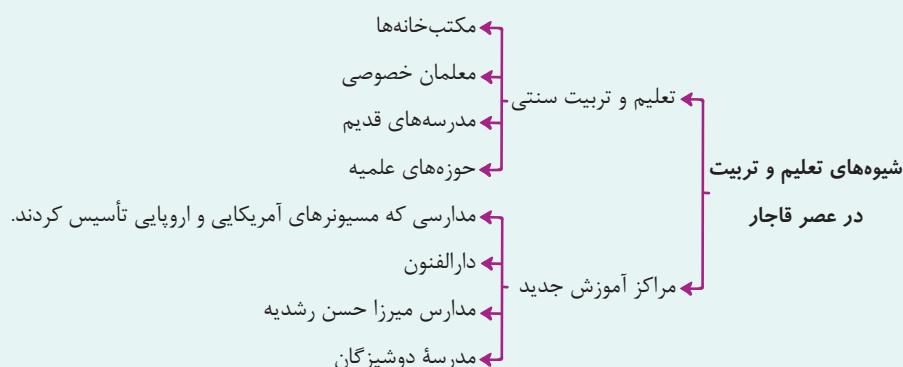 شیوه‌های تعلیم و تربیت
در عصر قاجار
تعلیم و تربیت سنتی
مکتب‌خانه‌ها
معلمان خصوصی
مدرسه‌های قدیم
حوزه‌های علمیه
مراکز آموزش جدید
مدارسی که مسیونرهای آمریکایی و اروپایی تأسیس کردند.
دارالفنون
مدارس میرزا حسن رشدیه
مدرسهٔ دوشیزگان